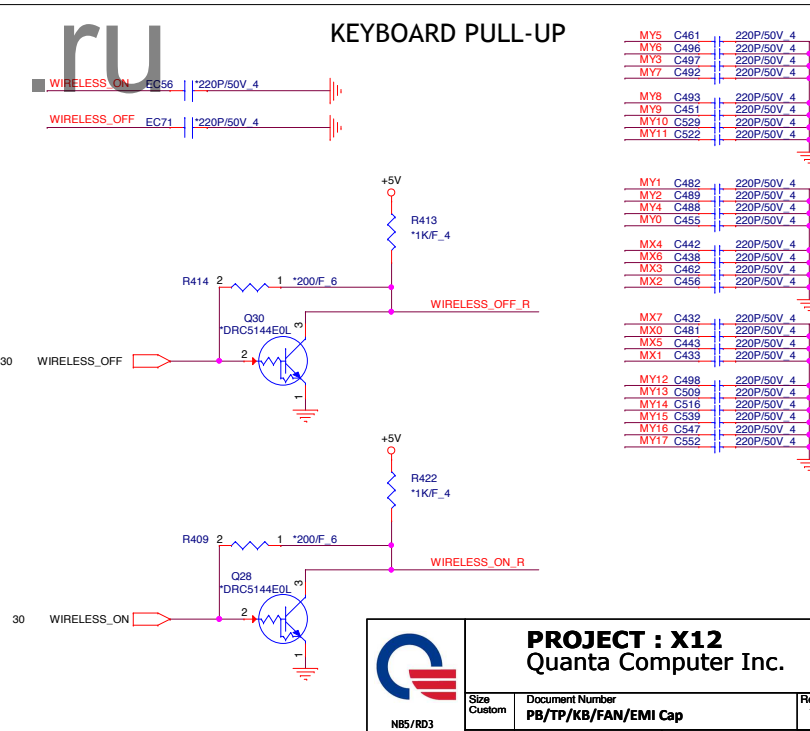 .ru
KEYBOARD PULL-UP
WIRELESS_ON EC56 *220P/50V_4
WIRELESS_OFF EC71 *220P/50V_4
MY5 C461 220P/50V_4
MY6 C496 220P/50V_4
MY3 C497 220P/50V_4
MY7 C492 220P/50V_4
MY8 C493 220P/50V_4
MY9 C451 220P/50V_4
MY10 C529 220P/50V_4
MY11 C522 220P/50V_4
MY1 C482 220P/50V_4
MY2 C489 220P/50V_4
MY4 C488 220P/50V_4
MY0 C455 220P/50V_4
MX4 C442 220P/50V_4
MX6 C438 220P/50V_4
MX3 C462 220P/50V_4
MX2 C456 220P/50V_4
MX7 C432 220P/50V_4
MX0 C481 220P/50V_4
MX5 C443 220P/50V_4
MX1 C433 220P/50V_4
MY12 C498 220P/50V_4
MY13 C509 220P/50V_4
MY14 C516 220P/50V_4
MY15 C539 220P/50V_4
MY16 C547 220P/50V_4
MY17 C552 220P/50V_4
+5V
R413
*1K/F_4
R414 2 1 *200/F_6
WIRELESS_OFF_R
Q30
*DRC5144E0L
3
30 WIRELESS_OFF 2
1
+5V
R422
*1K/F_4
R409 2 1 *200/F_6
WIRELESS_ON_R
Q28
*DRC5144E0L
3
30 WIRELESS_ON 2
1
PROJECT : X12
Quanta Computer Inc.
NB5/RD3
Size
Custom
Document Number
PB/TP/KB/FAN/EMI Cap